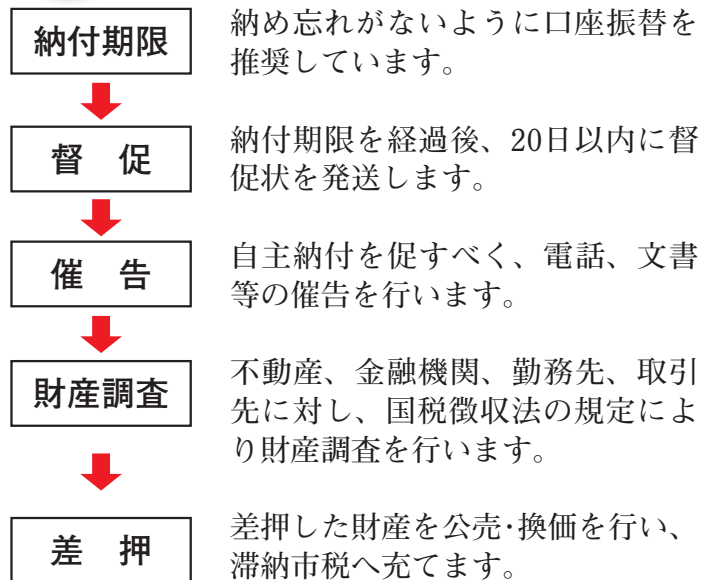 納付期限
納め忘れがないように口座振替を
推奨しています。
督　促
納付期限を経過後、20日以内に督
促状を発送します。
催　告
自主納付を促すべく、電話、文書
等の催告を行います。
財産調査
不動産、金融機関、勤務先、取引
先に対し、国税徴収法の規定によ
り財産調査を行います。
差　押
差押した財産を公売･換価を行い、
滞納市税へ充てます。